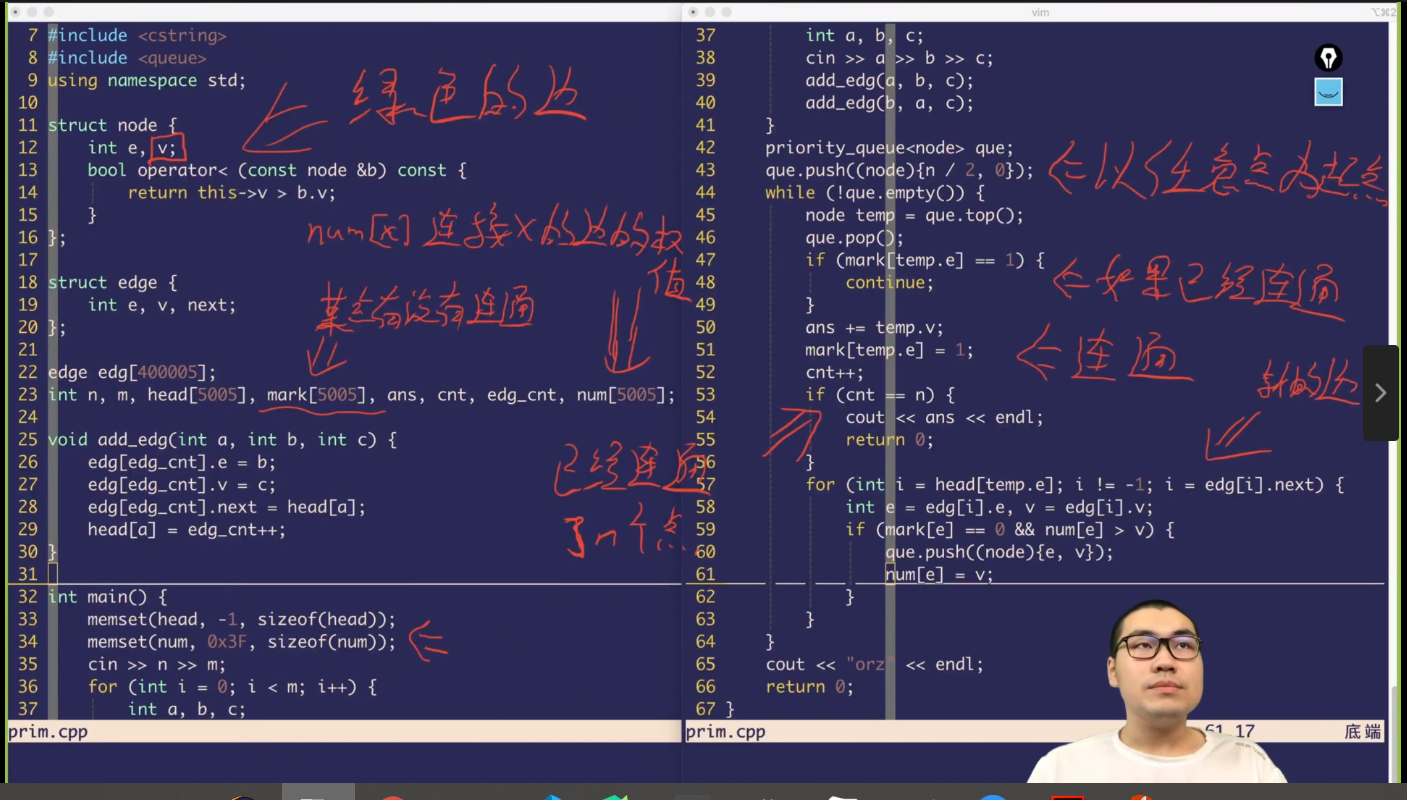 vim
⌥⌘2
7 #include <cstring>
8 #include <queue>
9 using namespace std;
10
11 struct node {
12     int e, v;
13     bool operator< (const node &b) const {
14         return this->v > b.v;
15     }
16 };
17
18 struct edge {
19     int e, v, next;
20 };
21
22 edge edg[400005];
23 int n, m, head[5005], mark[5005], ans, cnt, edg_cnt, num[5005];
24
25 void add_edg(int a, int b, int c) {
26     edg[edg_cnt].e = b;
27     edg[edg_cnt].v = c;
28     edg[edg_cnt].next = head[a];
29     head[a] = edg_cnt++;
30 }
31
32 int main() {
33     memset(head, -1, sizeof(head));
34     memset(num, 0x3F, sizeof(num));
35     cin >> n >> m;
36     for (int i = 0; i < m; i++) {
37         int a, b, c;
prim.cpp
绿色的边
num[x] 连接x的边的权
值
某点有没有连通
已经连通
了n个点
37         int a, b, c;
38         cin >> a >> b >> c;
39         add_edg(a, b, c);
40         add_edg(b, a, c);
41     }
42     priority_queue<node> que;
43     que.push((node){n / 2, 0});
44     while (!que.empty()) {
45         node temp = que.top();
46         que.pop();
47         if (mark[temp.e] == 1) {
48             continue;
49         }
50         ans += temp.v;
51         mark[temp.e] = 1;
52         cnt++;
53         if (cnt == n) {
54             cout << ans << endl;
55             return 0;
56         }
57         for (int i = head[temp.e]; i != -1; i = edg[i].next) {
58             int e = edg[i].e, v = edg[i].v;
59             if (mark[e] == 0 && num[e] > v) {
60                 que.push((node){e, v});
61                 num[e] = v;
62             }
63         }
64     }
65     cout << "orz" << endl;
66     return 0;
67 }
prim.cpp
61,17
底端
以任意点为起点
如果已经连通
连通
新的边